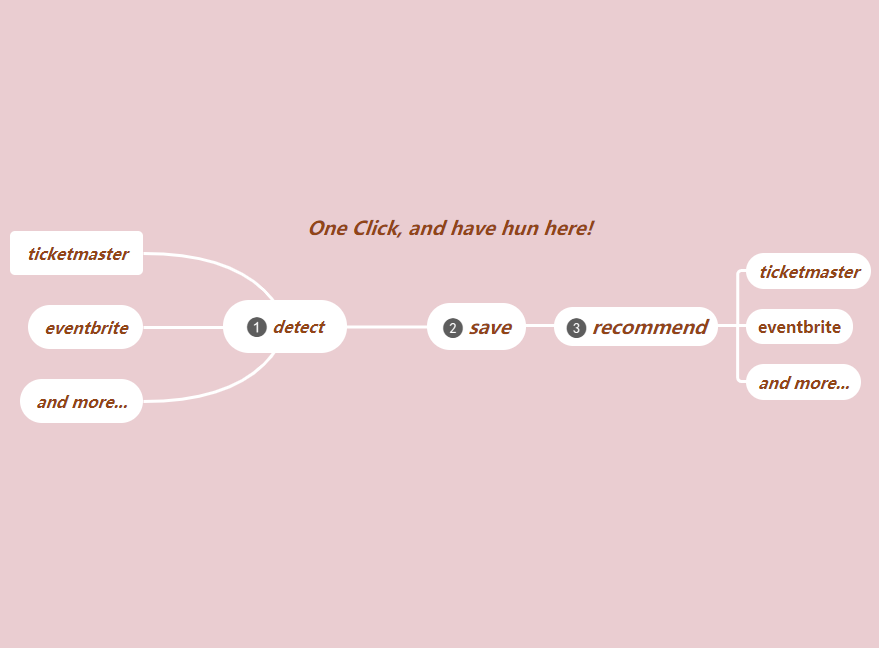 One Click, and have hun here!
ticketmaster
eventbrite
and more...
1 detect
2 save
3 recommend
ticketmaster
eventbrite
and more...